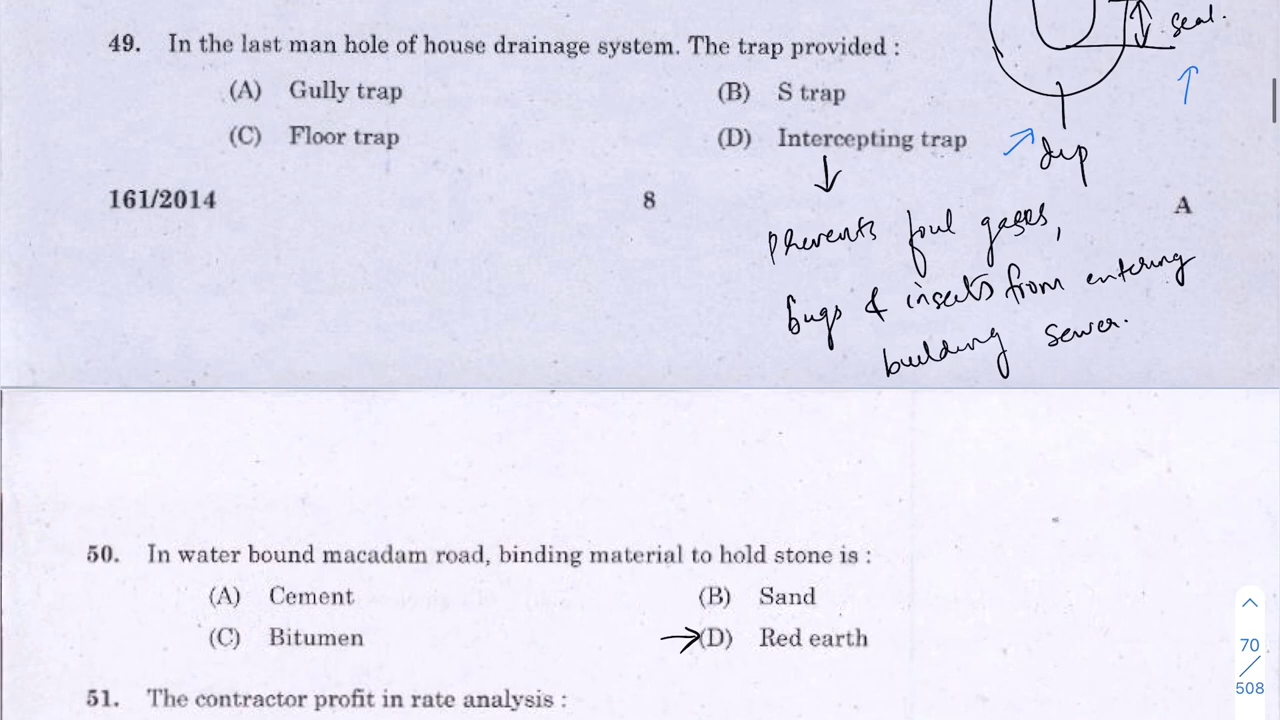 seal.
49. In the last man hole of house drainage system. The trap provided :
(A) Gully trap (B) S trap
(C) Floor trap (D) Intercepting trap
dip
161/2014 8 A
prevents foul gases,
bugs & insects from entering
building sewer.
50. In water bound macadam road, binding material to hold stone is :
(A) Cement (B) Sand
(C) Bitumen (D) Red earth
70
508
51. The contractor profit in rate analysis :